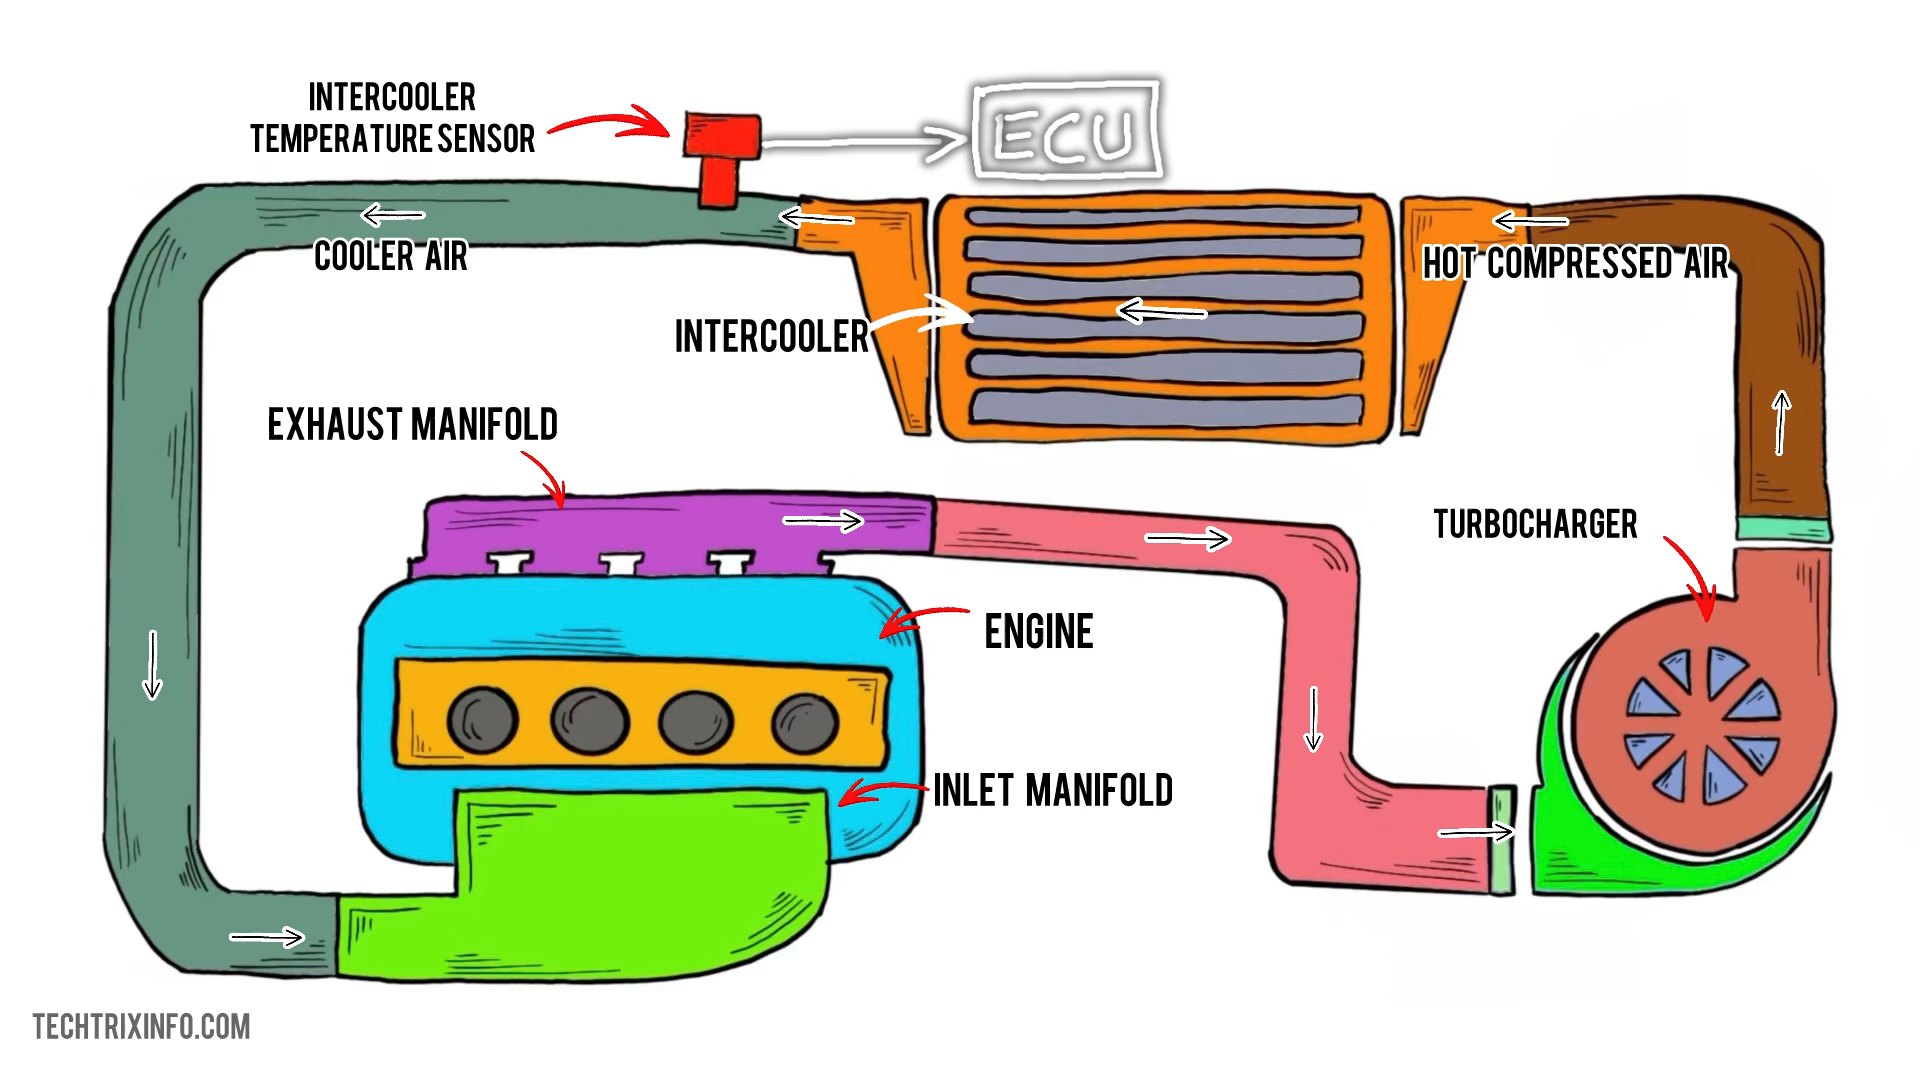 INTERCOOLER
TEMPERATURE SENSOR
ECU
COOLER AIR
HOT COMPRESSED AIR
INTERCOOLER
EXHAUST MANIFOLD
TURBOCHARGER
ENGINE
INLET MANIFOLD
TECHTRIXINFO.COM